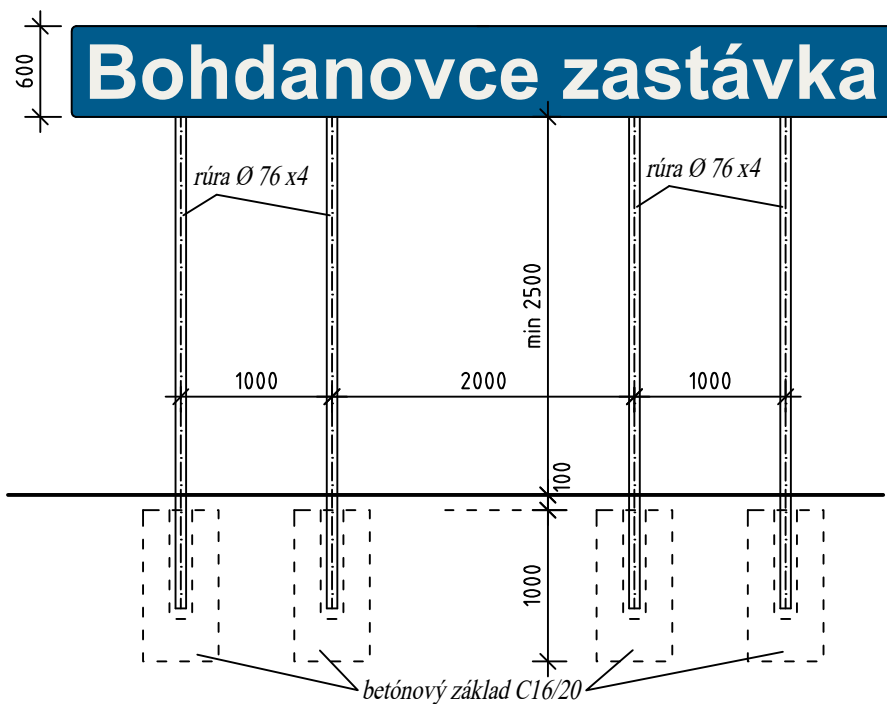 600
Bohdanovce zastávka
rúra Ø 76 x4
rúra Ø 76 x4
min 2500
1000
2000
1000
100
1000
betónový základ C16/20